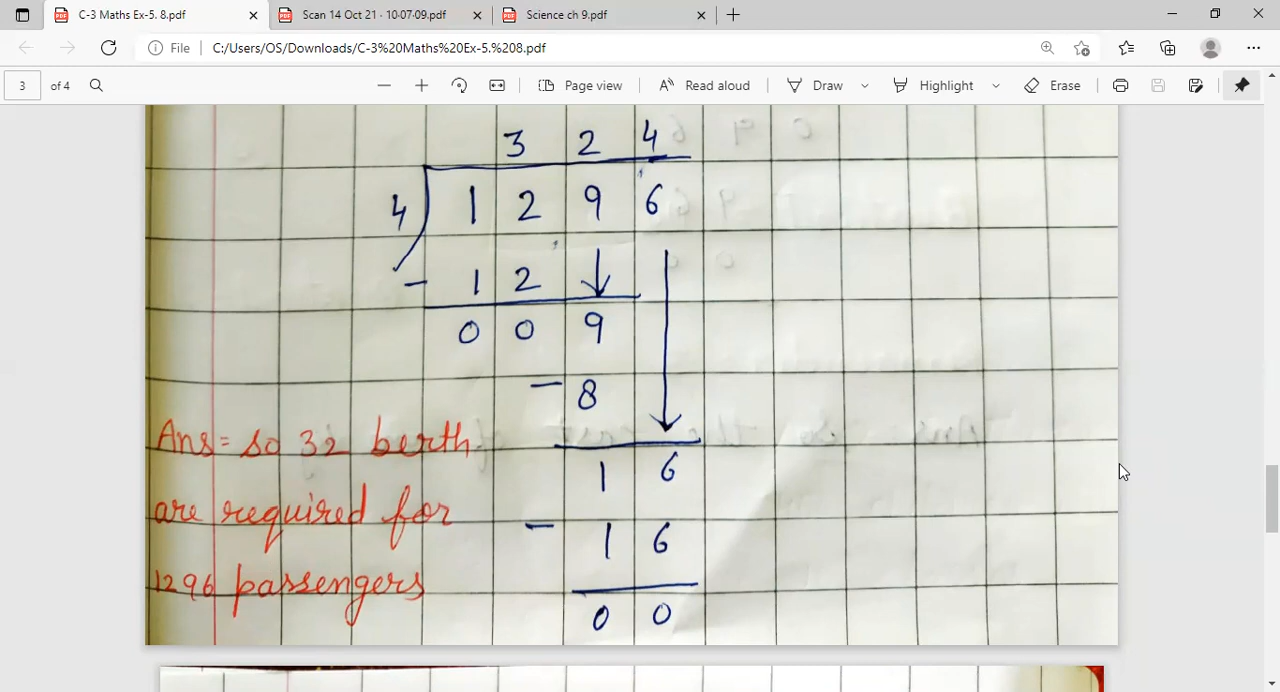 C-3 Maths Ex-5. 8.pdf
Scan 14 Oct 21 - 10-07-09.pdf
Science ch 9.pdf
File
C:/Users/OS/Downloads/C-3%20Maths%20Ex-5.%208.pdf
3 of 4
Page view
Read aloud
Draw
Highlight
Erase
3 2 4
4 1 2 9 6
- 1 2
0 0 9
- 8
1 6
- 1 6
0 0
Ans = so 32 berth
are required for
1296 passengers